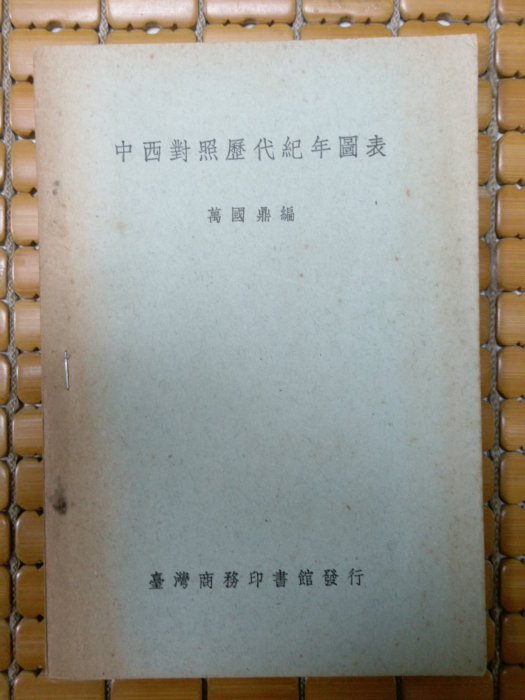 中西對照歷代紀年圖表
萬國鼎編
臺灣商務印書館發行